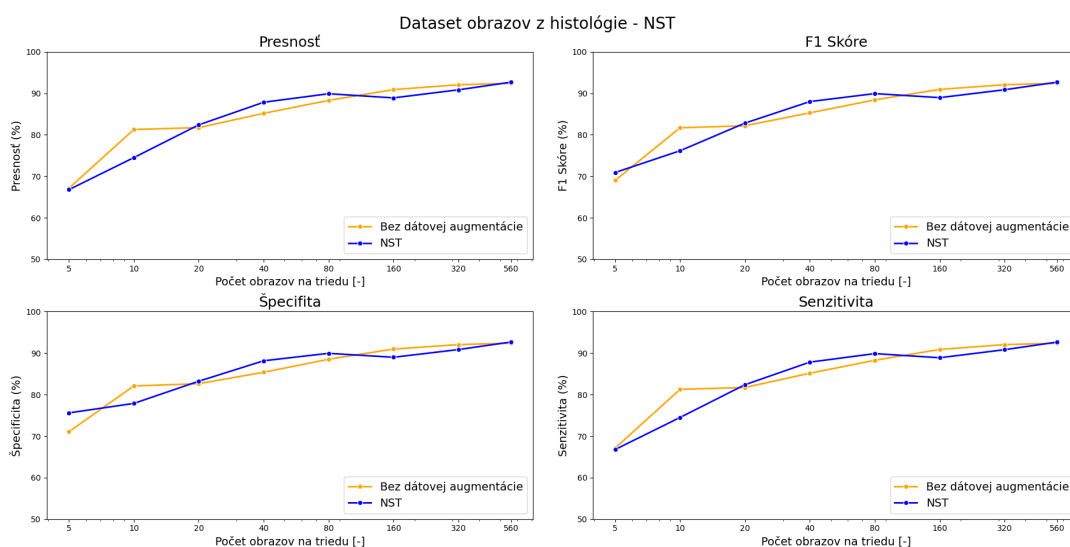 Dataset obrazov z histológie - NST
Presnosť
100
90
80
70
60
50
Presnosť (%)
5 10 20 40 80 160 320 560
Počet obrazov na triedu [-]
Bez dátovej augmentácie
NST
F1 Skóre
100
90
80
70
60
50
F1 Skóre (%)
5 10 20 40 80 160 320 560
Počet obrazov na triedu [-]
Bez dátovej augmentácie
NST
Špecifita
100
90
80
70
60
50
Špecificita (%)
5 10 20 40 80 160 320 560
Počet obrazov na triedu [-]
Bez dátovej augmentácie
NST
Senzitivita
100
90
80
70
60
50
Senzitivita (%)
5 10 20 40 80 160 320 560
Počet obrazov na triedu [-]
Bez dátovej augmentácie
NST